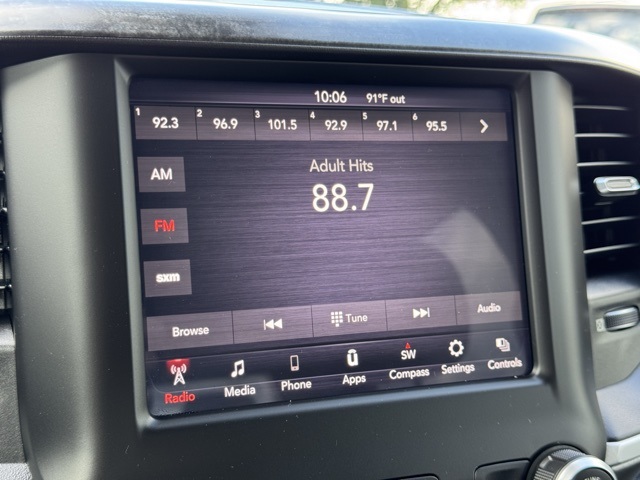 10:06 91°F out
1 92.3 2 96.9 3 101.5 4 92.9 5 97.1 6 95.5
Adult Hits
88.7
AM
FM
sxm
Browse Tune Audio
SW
Radio Media Phone Apps Compass Settings Controls